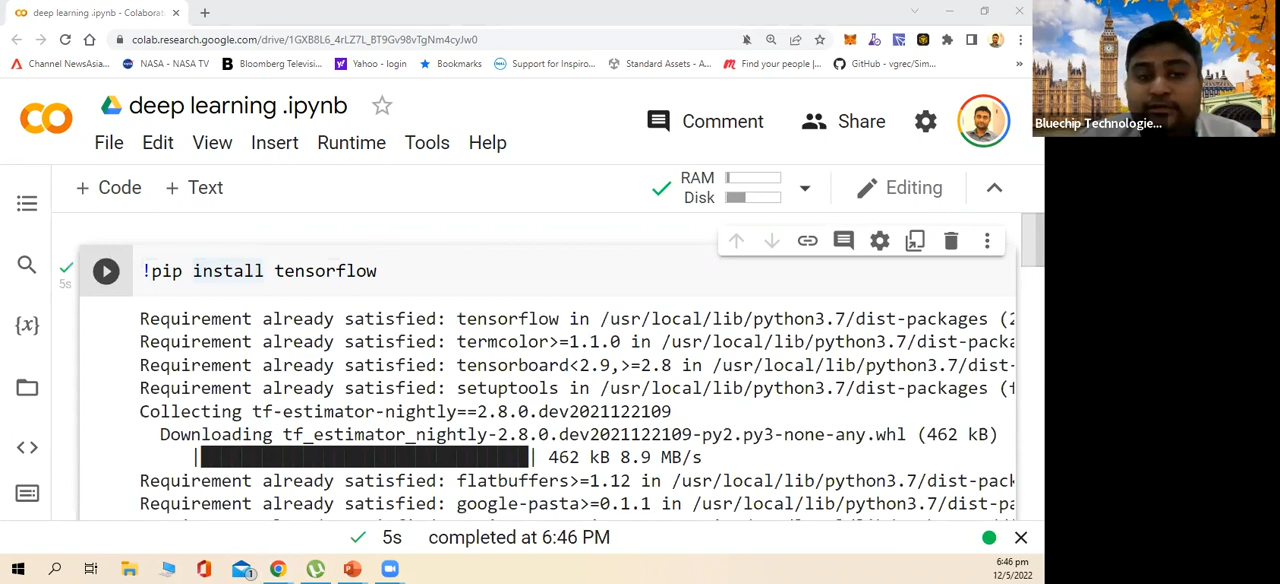 deep learning .ipynb - Colaborat
colab.research.google.com/drive/1GXB8L6_4rLZ7L_BT9Gv98vTgNm4cyJw0
Channel NewsAsia... NASA - NASA TV Bloomberg Televisi... Yahoo - login Bookmarks Support for Inspiro... Standard Assets - A... Find your people |... GitHub - vgrec/Sim... »
Bluechip Technologie...
deep learning .ipynb
Comment Share
File Edit View Insert Runtime Tools Help
+ Code + Text
RAM
Disk
Editing
!pip install tensorflow
5s
Requirement already satisfied: tensorflow in /usr/local/lib/python3.7/dist-packages (2
Requirement already satisfied: termcolor>=1.1.0 in /usr/local/lib/python3.7/dist-packa
Requirement already satisfied: tensorboard<2.9,>=2.8 in /usr/local/lib/python3.7/dist-
Requirement already satisfied: setuptools in /usr/local/lib/python3.7/dist-packages (f
Collecting tf-estimator-nightly==2.8.0.dev2021122109
Downloading tf_estimator_nightly-2.8.0.dev2021122109-py2.py3-none-any.whl (462 kB)
|████████████████████████████████| 462 kB 8.9 MB/s
Requirement already satisfied: flatbuffers>=1.12 in /usr/local/lib/python3.7/dist-pack
Requirement already satisfied: google-pasta>=0.1.1 in /usr/local/lib/python3.7/dist-pa
5s completed at 6:46 PM
6:46 pm
12/5/2022